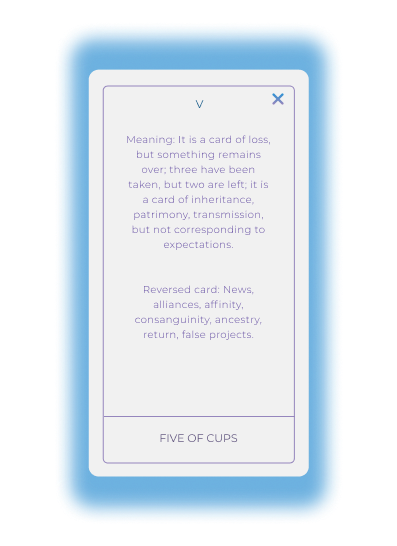 V
Meaning: It is a card of loss,
but something remains
over; three have been
taken, but two are left; it is
a card of inheritance,
patrimony, transmission,
but not corresponding to
expectations.
Reversed card: News,
alliances, affinity,
consanguinity, ancestry,
return, false projects.
FIVE OF CUPS